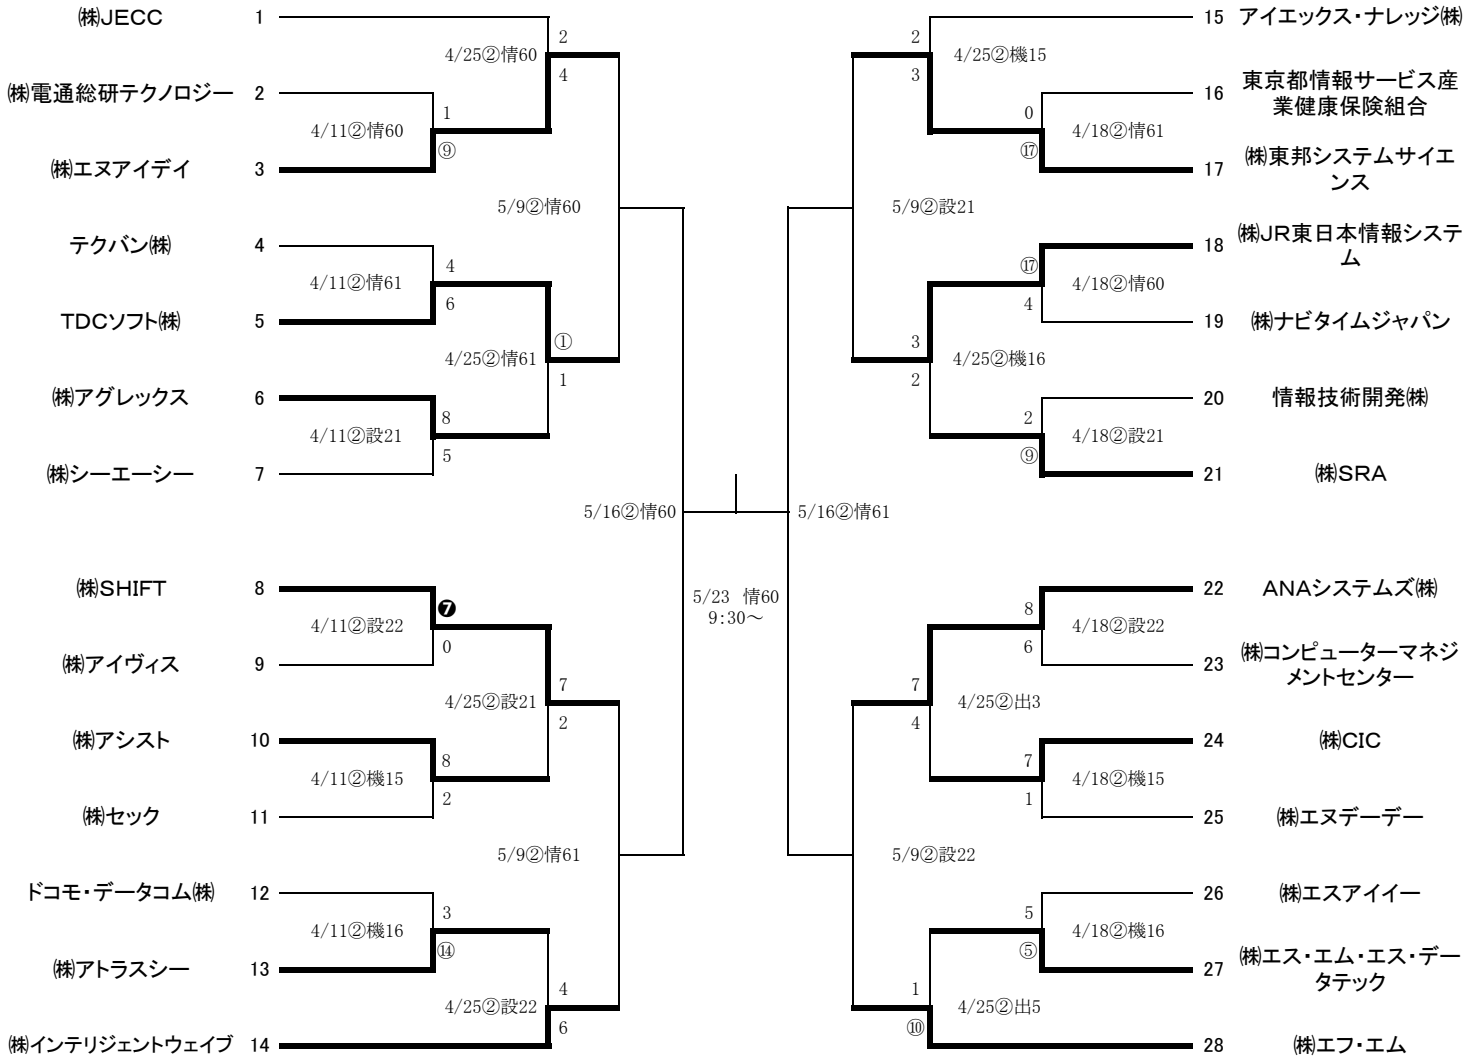 ㈱JECC 1
2
4/25②情60
4
㈱電通総研テクノロジー 2
1
4/11②情60
⑨
㈱エヌアイデイ 3
5/9②情60
テクバン㈱ 4
4
4/11②情61
6
TDCソフト㈱ 5
①
4/25②情61
1
㈱アグレックス 6
8
4/11②設21
5
㈱シーエーシー 7
5/16②情60
㈱SHIFT 8
❼
4/11②設22
0
㈱アイヴィス 9
7
4/25②設21
2
㈱アシスト 10
8
4/11②機15
2
㈱セック 11
5/9②情61
ドコモ・データコム㈱ 12
3
4/11②機16
⑭
㈱アトラスシー 13
4
4/25②設22
6
㈱インテリジェントウェイブ 14
5/23 情60
9:30～
15 アイエックス・ナレッジ㈱
2
4/25②機15
3
16 東京都情報サービス産
業健康保険組合
0
4/18②情61
⑰
17 ㈱東邦システムサイエ
ンス
5/9②設21
18 ㈱JR東日本情報システ
ム
⑰
4/18②情60
4
19 ㈱ナビタイムジャパン
3
4/25②機16
2
20 情報技術開発㈱
2
4/18②設21
⑨
21 ㈱SRA
5/16②情61
22 ANAシステムズ㈱
8
4/18②設22
6
23 ㈱コンピューターマネジ
メントセンター
7
4/25②出3
4
24 ㈱CIC
7
4/18②機15
1
25 ㈱エヌデーデー
5/9②設22
26 ㈱エスアイイー
5
4/18②機16
⑤
27 ㈱エス・エム・エス・デー
タテック
1
4/25②出5
⑩
28 ㈱エフ・エム